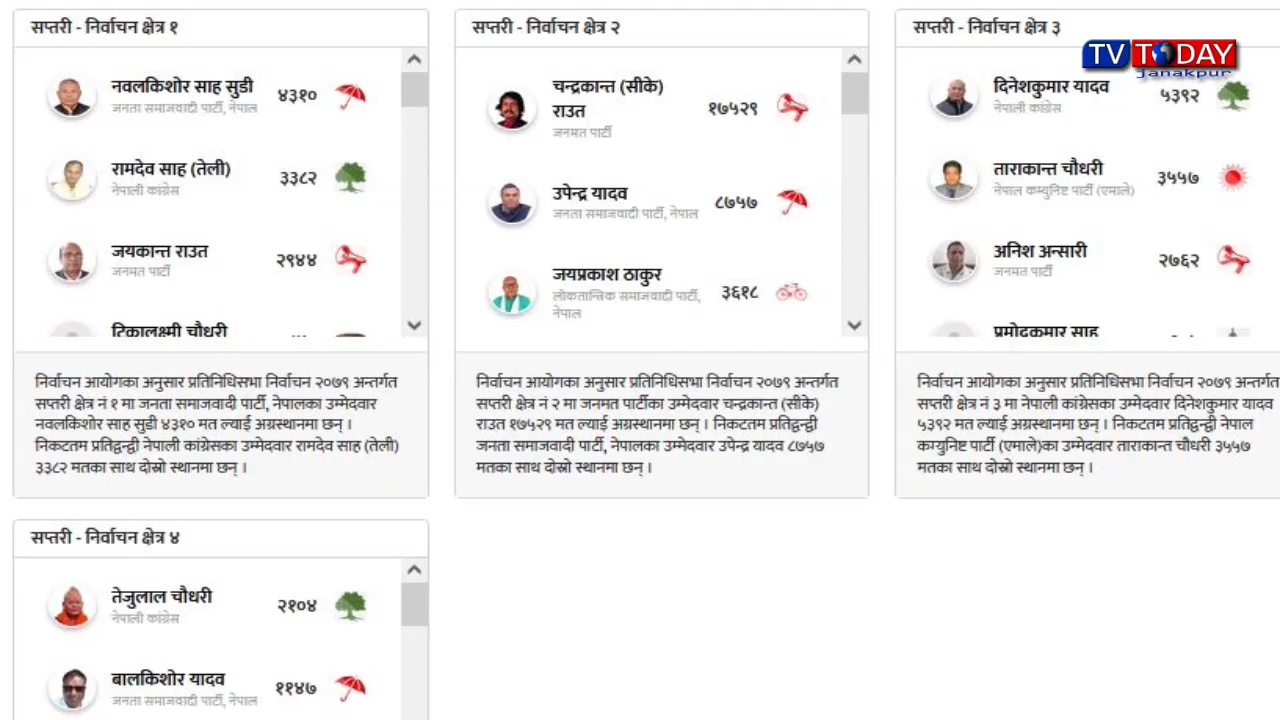 सप्तरी - निर्वाचन क्षेत्र १
नवलकिशोर साह सुडी
४३१०
जनता समाजवादी पार्टी, नेपाल
रामदेव साह (तेली)
३३८२
नेपाली कांग्रेस
जयकान्त राउत
२९४४
जनमत पार्टी
टिकालक्ष्मी चौधरी
निर्वाचन आयोगका अनुसार प्रतिनिधिसभा निर्वाचन २०७९ अन्तर्गत
सप्तरी क्षेत्र नं १ मा जनता समाजवादी पार्टी, नेपालका उम्मेदवार
नवलकिशोर साह सुडी ४३१० मत ल्याई अग्रस्थानमा छन् ।
निकटतम प्रतिद्वन्द्वी नेपाली कांग्रेसका उम्मेदवार रामदेव साह (तेली)
३३८२ मतका साथ दोस्रो स्थानमा छन् ।
सप्तरी - निर्वाचन क्षेत्र २
चन्द्रकान्त (सीके)
राउत
१७५२९
जनमत पार्टी
उपेन्द्र यादव
८७५७
जनता समाजवादी पार्टी, नेपाल
जयप्रकाश ठाकुर
३६१८
लोकतान्त्रिक समाजवादी पार्टी,
नेपाल
निर्वाचन आयोगका अनुसार प्रतिनिधिसभा निर्वाचन २०७९ अन्तर्गत
सप्तरी क्षेत्र नं २ मा जनमत पार्टीका उम्मेदवार चन्द्रकान्त (सीके)
राउत १७५२९ मत ल्याई अग्रस्थानमा छन् । निकटतम प्रतिद्वन्द्वी
जनता समाजवादी पार्टी, नेपालका उम्मेदवार उपेन्द्र यादव ८७५७
मतका साथ दोस्रो स्थानमा छन् ।
सप्तरी - निर्वाचन क्षेत्र ३
TV TODAY
Janakpur
दिनेशकुमार यादव
५३९२
नेपाली कांग्रेस
ताराकान्त चौधरी
३५५७
नेपाल कम्युनिष्ट पार्टी (एमाले)
अनिश अन्सारी
२७६२
जनमत पार्टी
प्रमोदकुमार साह
निर्वाचन आयोगका अनुसार प्रतिनिधिसभा निर्वाचन २०७९ अन्तर्गत
सप्तरी क्षेत्र नं ३ मा नेपाली कांग्रेसका उम्मेदवार दिनेशकुमार यादव
५३९२ मत ल्याई अग्रस्थानमा छन् । निकटतम प्रतिद्वन्द्वी नेपाल
कम्युनिष्ट पार्टी (एमाले)का उम्मेदवार ताराकान्त चौधरी ३५५७
मतका साथ दोस्रो स्थानमा छन् ।
सप्तरी - निर्वाचन क्षेत्र ४
तेजुलाल चौधरी
२१०४
नेपाली कांग्रेस
बालकिशोर यादव
११४७
जनता समाजवादी पार्टी, नेपाल